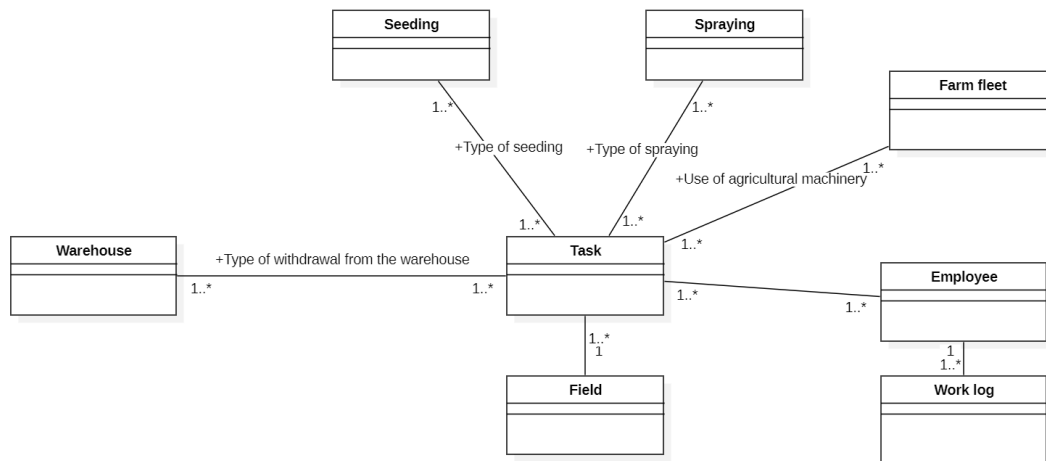 Seeding
Spraying
Farm fleet
1..*
1..*
+Type of seeding
+Type of spraying
1..*
+Use of agricultural machinery
1..*
1..*
1..*
Warehouse
Task
+Type of withdrawal from the warehouse
Employee
1..*
1..*
1..*
1..*
1..*
1
1
1..*
Field
Work log